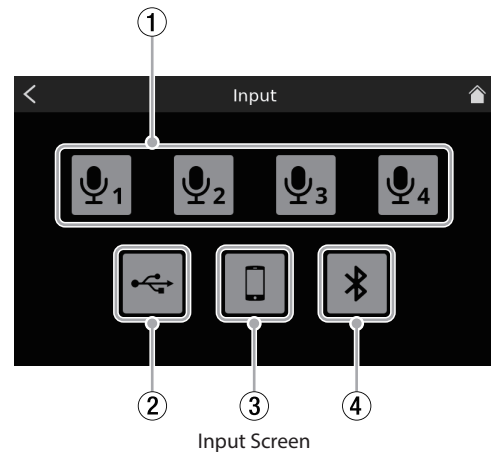 ①
Input
1 2 3 4
② ③ ④
Input Screen